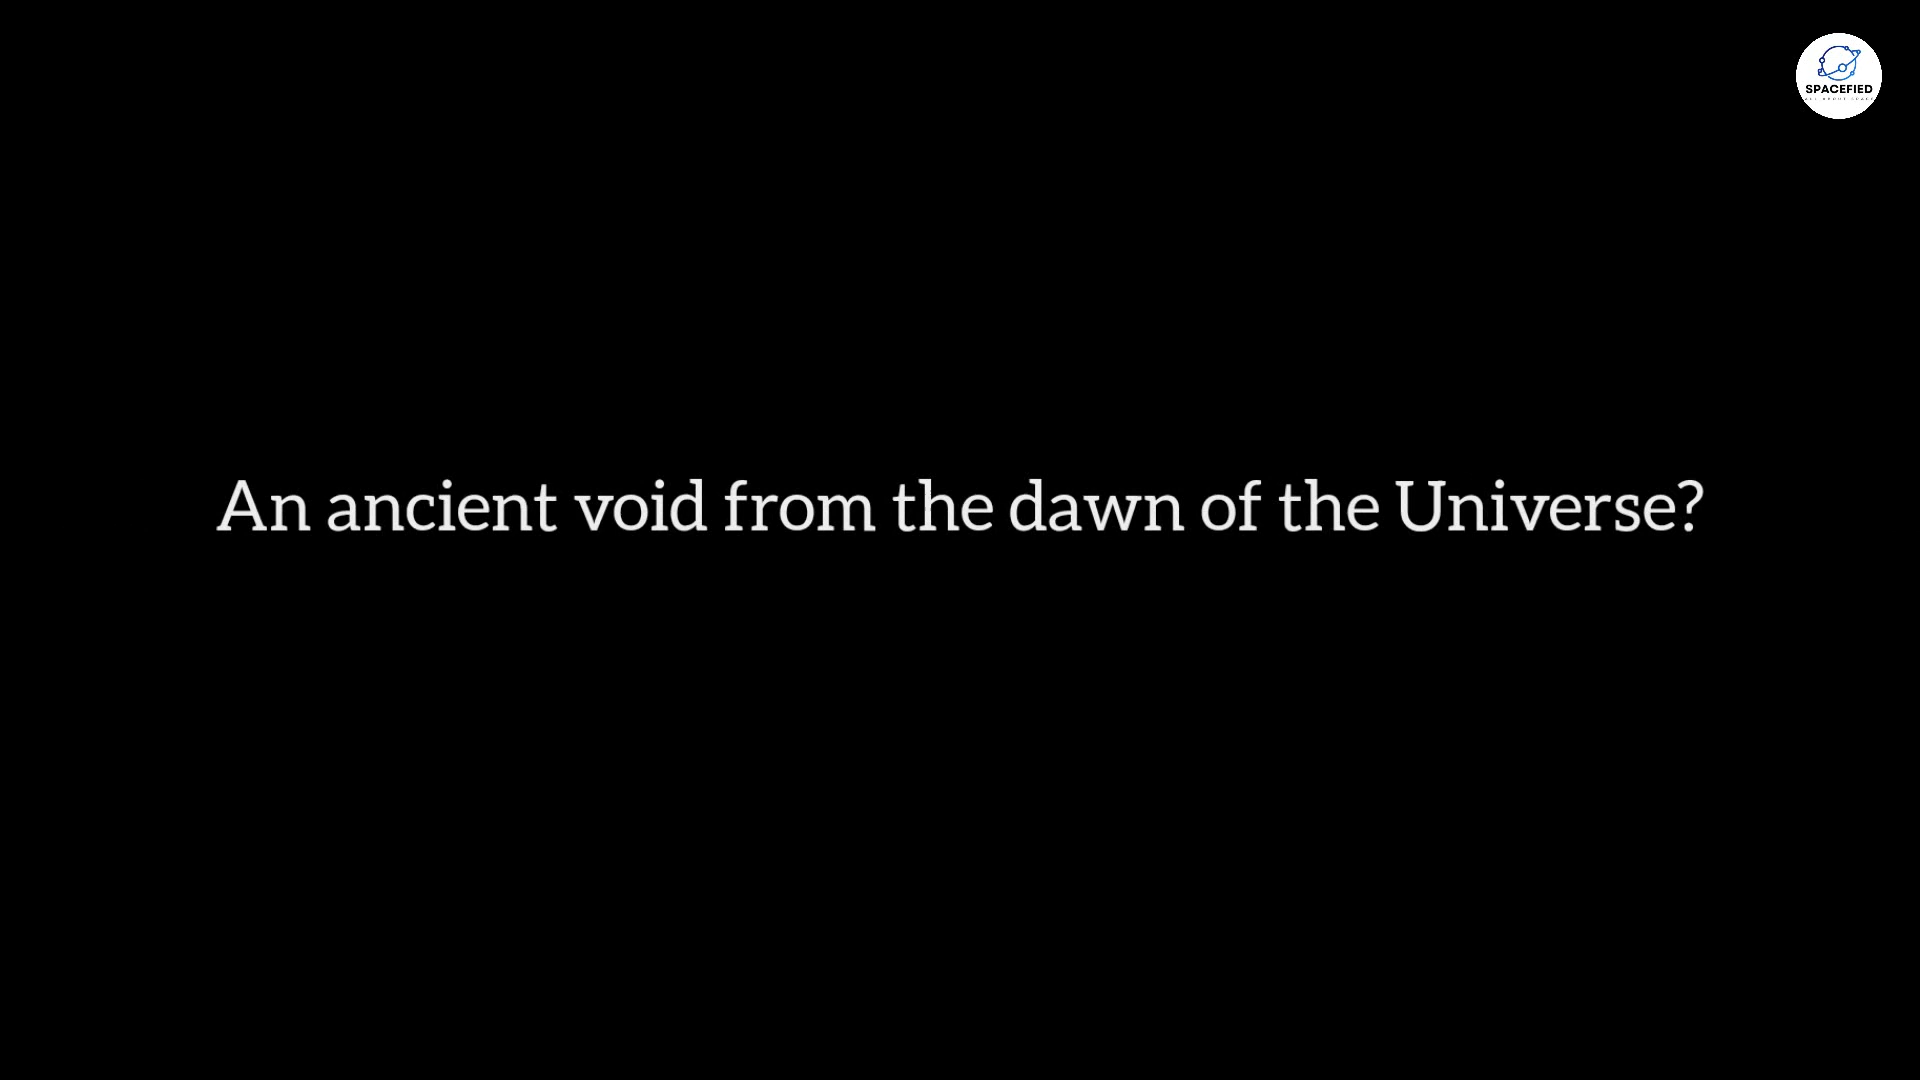 SPACEFIED
An ancient void from the dawn of the Universe?